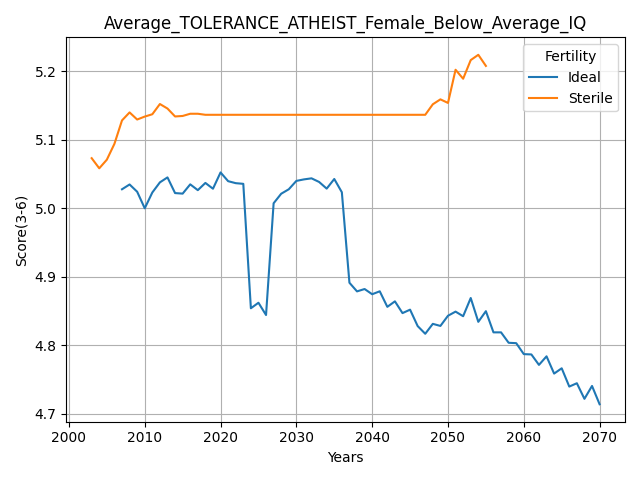 Average_TOLERANCE_ATHEIST_Female_Below_Average_IQ
Fertility
Ideal
Sterile
Score(3-6)
5.2
5.1
5.0
4.9
4.8
4.7
2000 2010 2020 2030 2040 2050 2060 2070
Years